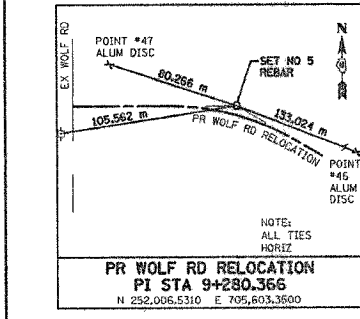 EX WOLF RD
POINT #47
ALUM DISC
N
SET NO 5
REBAR
80.266 m
133.024 m
105.562 m
PR WOLF RD RELOCATION
POINT
#46
ALUM
DISC
NOTE:
ALL TIES
HORIZ
PR WOLF RD RELOCATION
PI STA 9+280.366
N 252,006.5310 E 705,603.3600